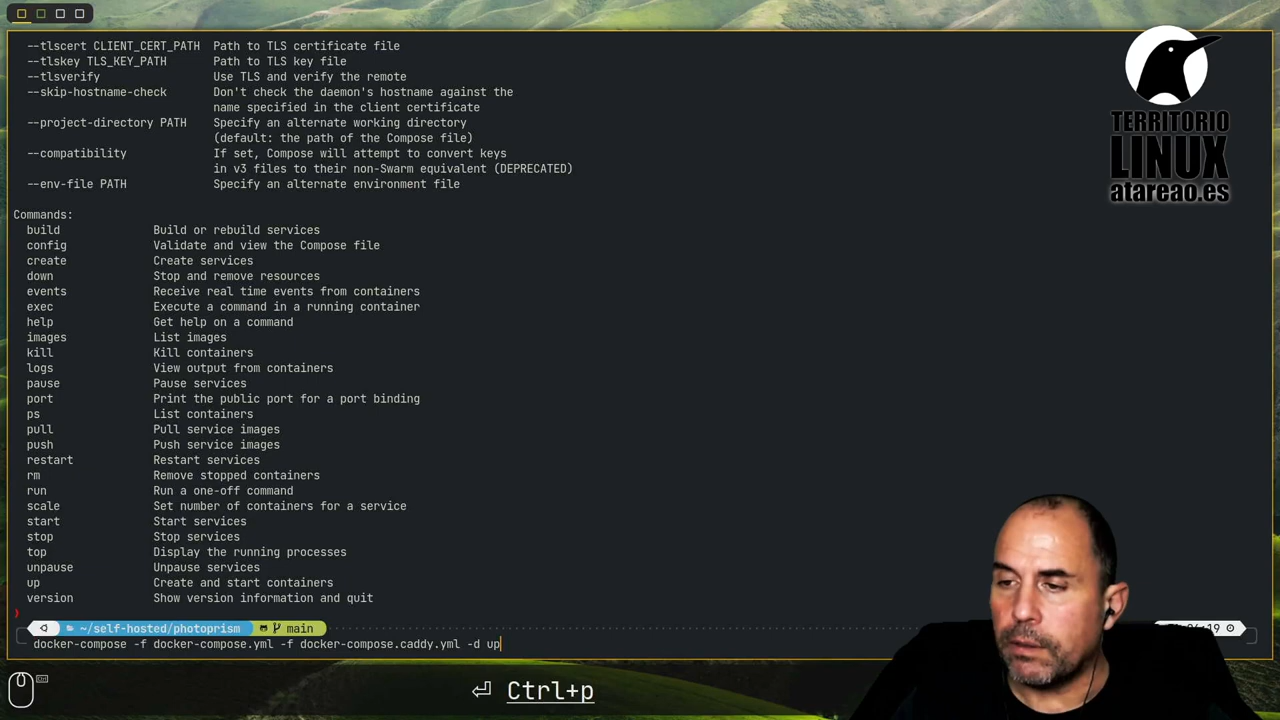 --tlscert CLIENT_CERT_PATH  Path to TLS certificate file
--tlskey TLS_KEY_PATH       Path to TLS key file
--tlsverify                 Use TLS and verify the remote
--skip-hostname-check       Don't check the daemon's hostname against the
name specified in the client certificate
--project-directory PATH    Specify an alternate working directory
(default: the path of the Compose file)
--compatibility             If set, Compose will attempt to convert keys
in v3 files to their non-Swarm equivalent (DEPRECATED)
--env-file PATH             Specify an alternate environment file
Commands:
build              Build or rebuild services
config             Validate and view the Compose file
create             Create services
down               Stop and remove resources
events             Receive real time events from containers
exec               Execute a command in a running container
help               Get help on a command
images             List images
kill               Kill containers
logs               View output from containers
pause              Pause services
port               Print the public port for a port binding
ps                 List containers
pull               Pull service images
push               Push service images
restart            Restart services
rm                 Remove stopped containers
run                Run a one-off command
scale              Set number of containers for a service
start              Start services
stop               Stop services
top                Display the running processes
unpause            Unpause services
up                 Create and start containers
version            Show version information and quit
~/self-hosted/photoprism main
docker-compose -f docker-compose.yml -f docker-compose.caddy.yml -d up
Ctrl+p
Ctrl
TERRITORIO
LINUX
atareao.es